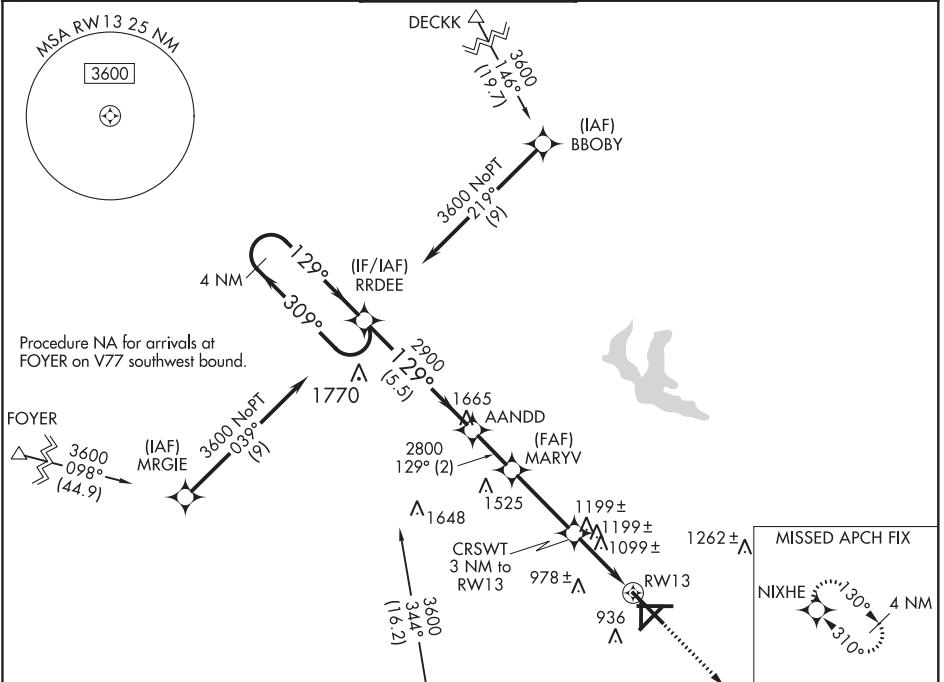 MSA RW13 25 NM
3600
DECKK
3600
146°
(19.7)
(IAF)
BBOBY
3600 NoPT
219°
(9)
4 NM
129°
309°
(IF/IAF)
RRDEE
Procedure NA for arrivals at
FOYER on V77 southwest bound.
1770
2900
129°
(5.5)
1665
AANDD
FOYER
3600
098°
(44.9)
(IAF)
MRGIE
3600 NoPT
039°
(9)
2800
129° (2)
(FAF)
MARYV
1525
1648
1199±
1199±
1099±
1262±
CRSWT
3 NM to
RW13
978±
RW13
936
3600
344°
(16.2)
MISSED APCH FIX
NIXHE
130°
4 NM
310°